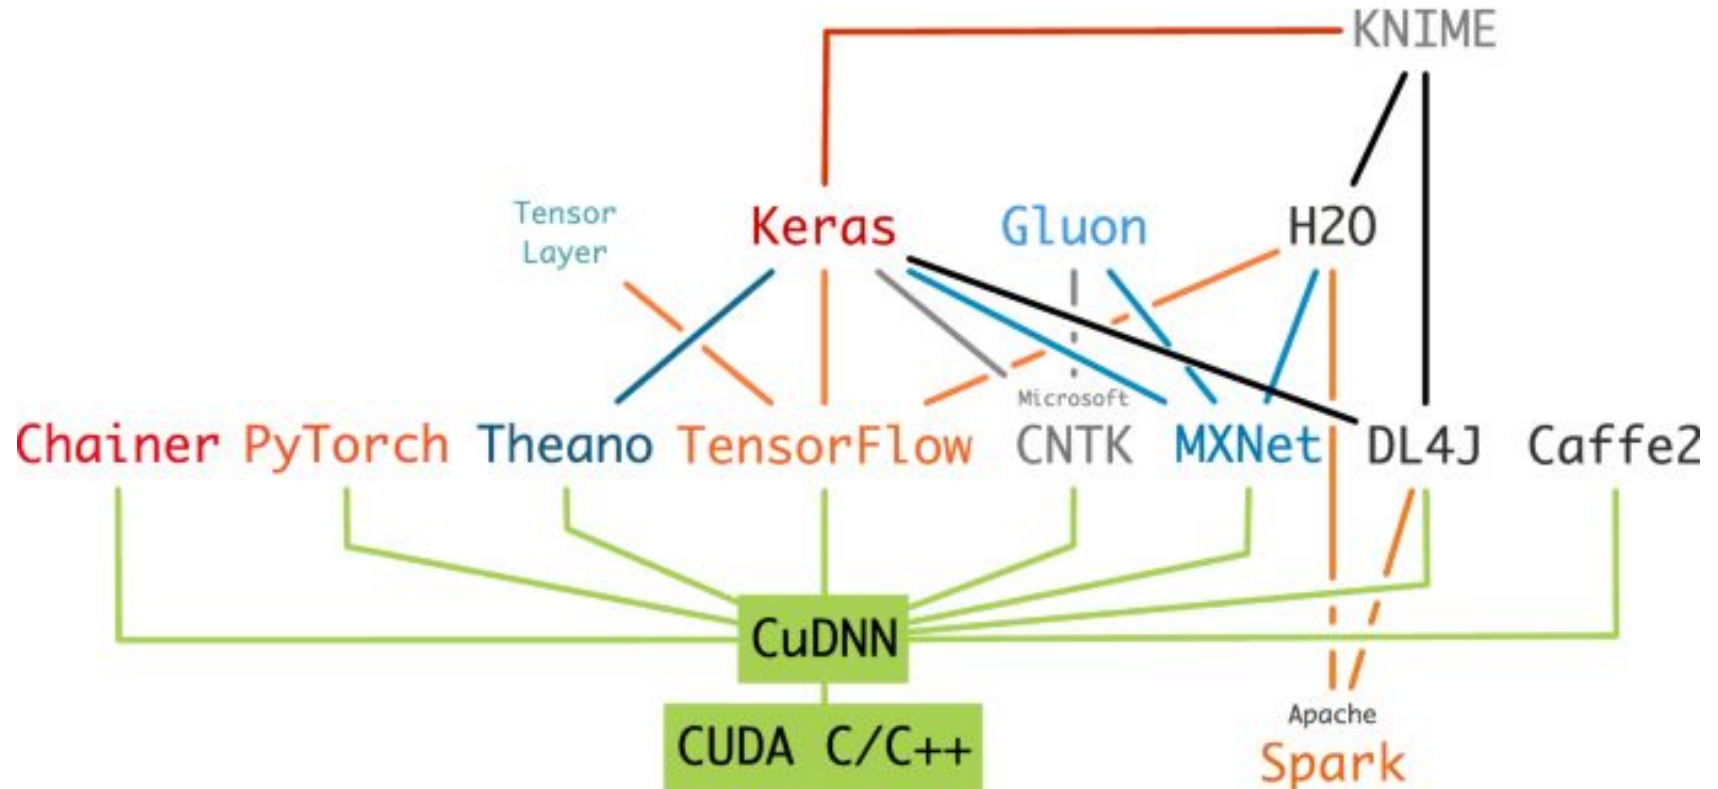 KNIME
Tensor
Layer
Keras
Gluon
H2O
Chainer
PyTorch
Theano
TensorFlow
Microsoft
CNTK
MXNet
DL4J
Caffe2
CuDNN
CUDA C/C++
Apache
Spark